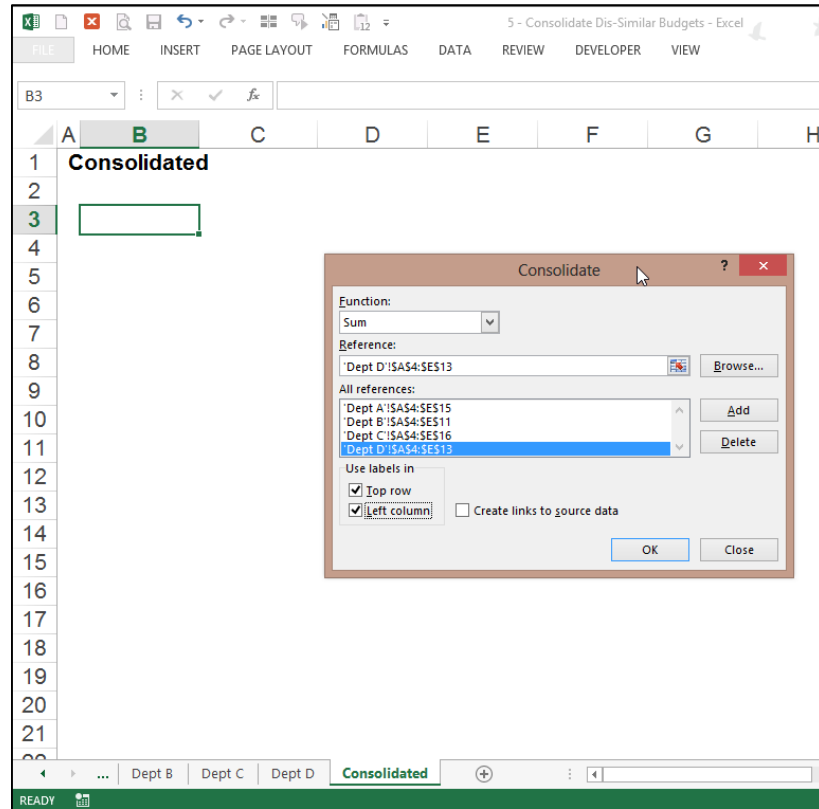 5 - Consolidate Dis-Similar Budgets - Excel
FILE HOME INSERT PAGE LAYOUT FORMULAS DATA REVIEW DEVELOPER VIEW
B3 fx
A B C D E F G H
1 Consolidated
2
3
4
5
6
7
8
9
10
11
12
13
14
15
16
17
18
19
20
21
Consolidate ?
Function:
Sum
Reference:
'Dept D'!$A$4:$E$13 Browse...
All references:
'Dept A'!$A$4:$E$15 Add
'Dept B'!$A$4:$E$11
'Dept C'!$A$4:$E$16 Delete
'Dept D'!$A$4:$E$13
Use labels in
Top row
Left column Create links to source data
OK Close
... Dept B Dept C Dept D Consolidated
READY